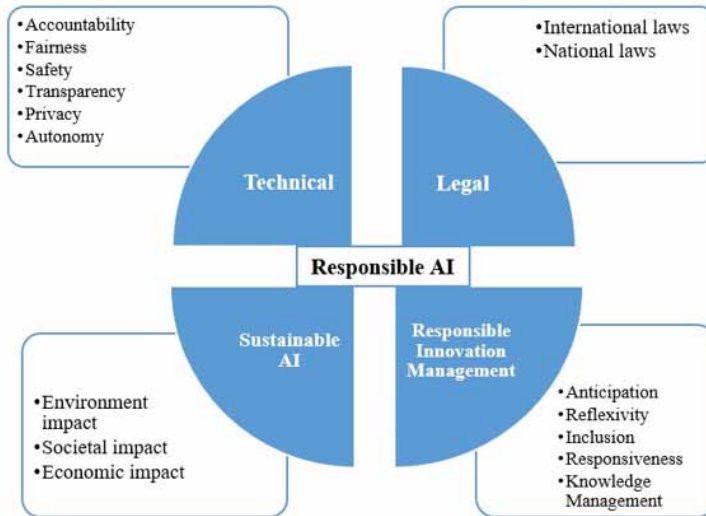 •Accountability
•Fairness
•Safety
•Transparency
•Privacy
•Autonomy
•International laws
•National laws
Technical
Legal
Responsible AI
Sustainable
AI
Responsible
Innovation
Management
•Environment
impact
•Societal impact
•Economic impact
•Anticipation
•Reflexivity
•Inclusion
•Responsiveness
•Knowledge
Management